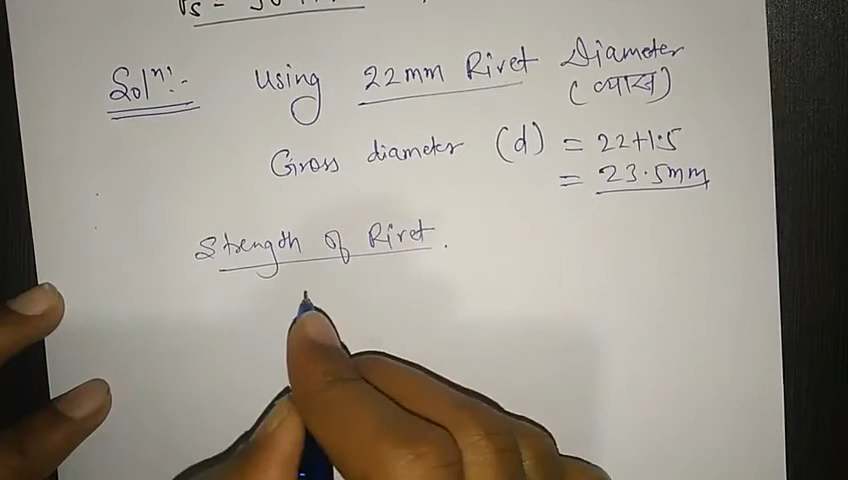 Solⁿ:- Using 22mm Rivet Diameter
(व्यास)
Gross diameter (d) = 22+1.5
= 23.5mm
Strength of Rivet.